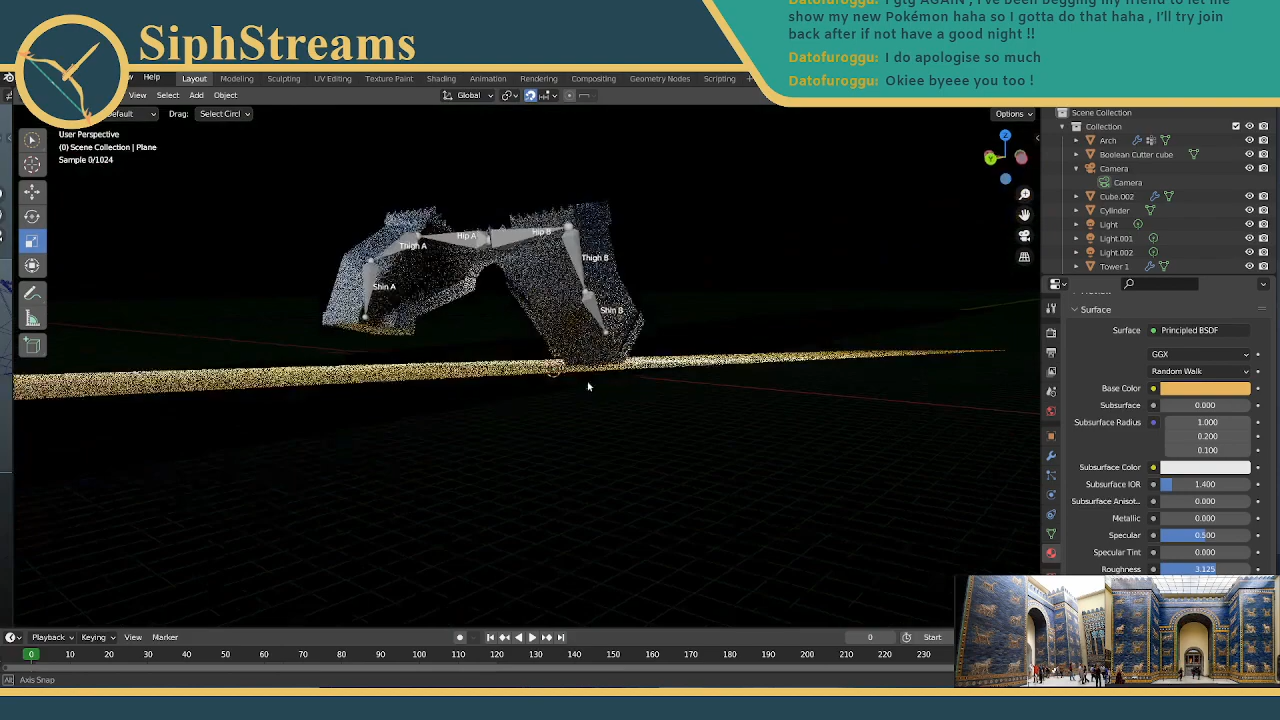 SiphStreams
Datofuroggu: I gtg AGAIN , I've been begging my friend to let me
show my new Pokémon haha so I gotta do that haha , I'll try join
back after if not have a good night !!
Datofuroggu: I do apologise so much
Datofuroggu: Okiee byeee you too !
Window Help Layout Modeling Sculpting UV Editing Texture Paint Shading Animation Rendering Compositing Geometry Nodes Scripting
View Select Add Object Global
Default Drag: Select Circl Options
User Perspective
(0) Scene Collection | Plane
Sample 0/1024
Z
Y
Thigh A
Hip A
Hip B
Thigh B
Shin A
Shin B
Scene Collection
Collection
Arch
Boolean Cutter cube
Camera
Camera
Cube.002
Cylinder
Light
Light.001
Light.002
Tower 1
Surface
Surface Principled BSDF
GGX
Random Walk
Base Color
Subsurface 0.000
Subsurface Radius 1.000
0.200
0.100
Subsurface Color
Subsurface IOR 1.400
Subsurface Anisot.. 0.000
Metallic 0.000
Specular 0.500
Specular Tint 0.000
Roughness 3.125
Playback Keying View Marker 0 Start
0 10 20 30 40 50 60 70 80 90 100 110 120 130 140 150 160 170 180 190 200 210 220 230
Alt Axis Snap